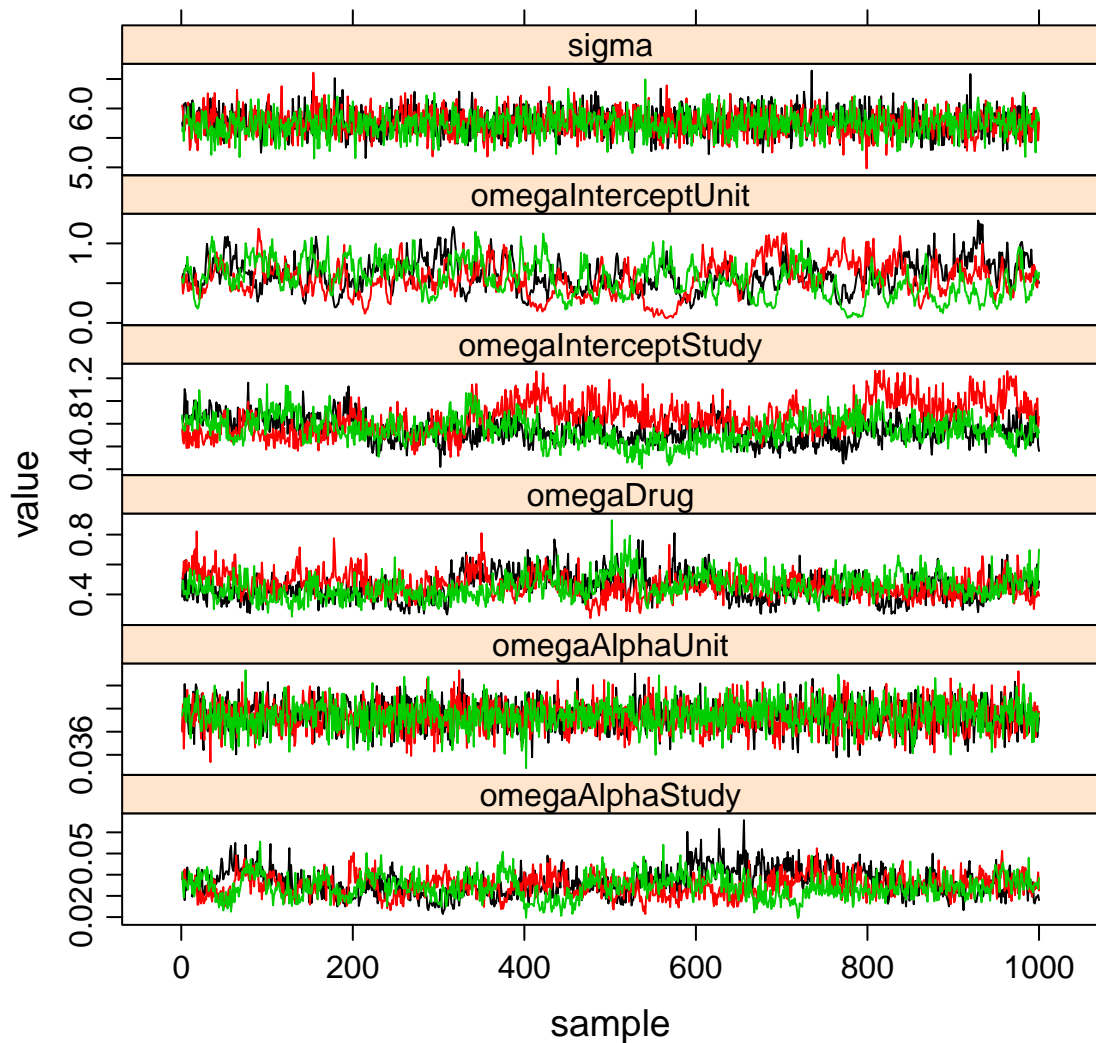 sigma
6.0
5.0
omegaInterceptUnit
1.0
0.0
omegaInterceptStudy
1.2
0.8
0.4
value
omegaDrug
0.8
0.4
omegaAlphaUnit
0.036
omegaAlphaStudy
0.05
0.02
0 200 400 600 800 1000
sample